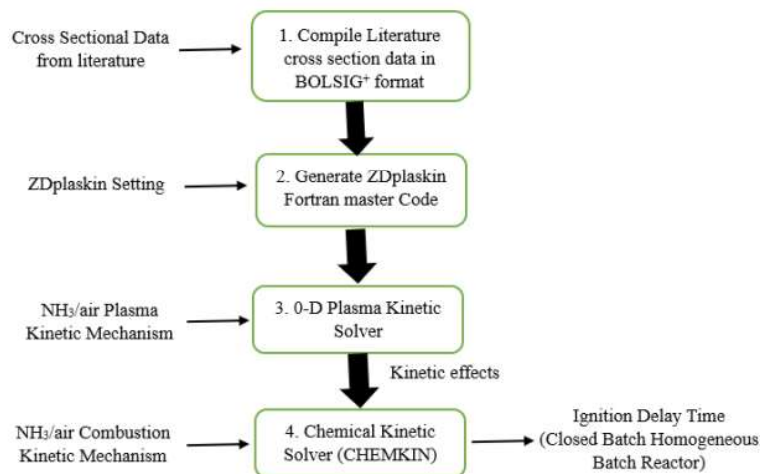 Cross Sectional Data
from literature
1. Compile Literature
cross section data in
BOLSIG⁺ format
ZDplaskin Setting
2. Generate ZDplaskin
Fortran master Code
NH₃/air Plasma
Kinetic Mechanism
3. 0-D Plasma Kinetic
Solver
Kinetic effects
NH₃/air Combustion
Kinetic Mechanism
4. Chemical Kinetic
Solver (CHEMKIN)
Ignition Delay Time
(Closed Batch Homogeneous
Batch Reactor)